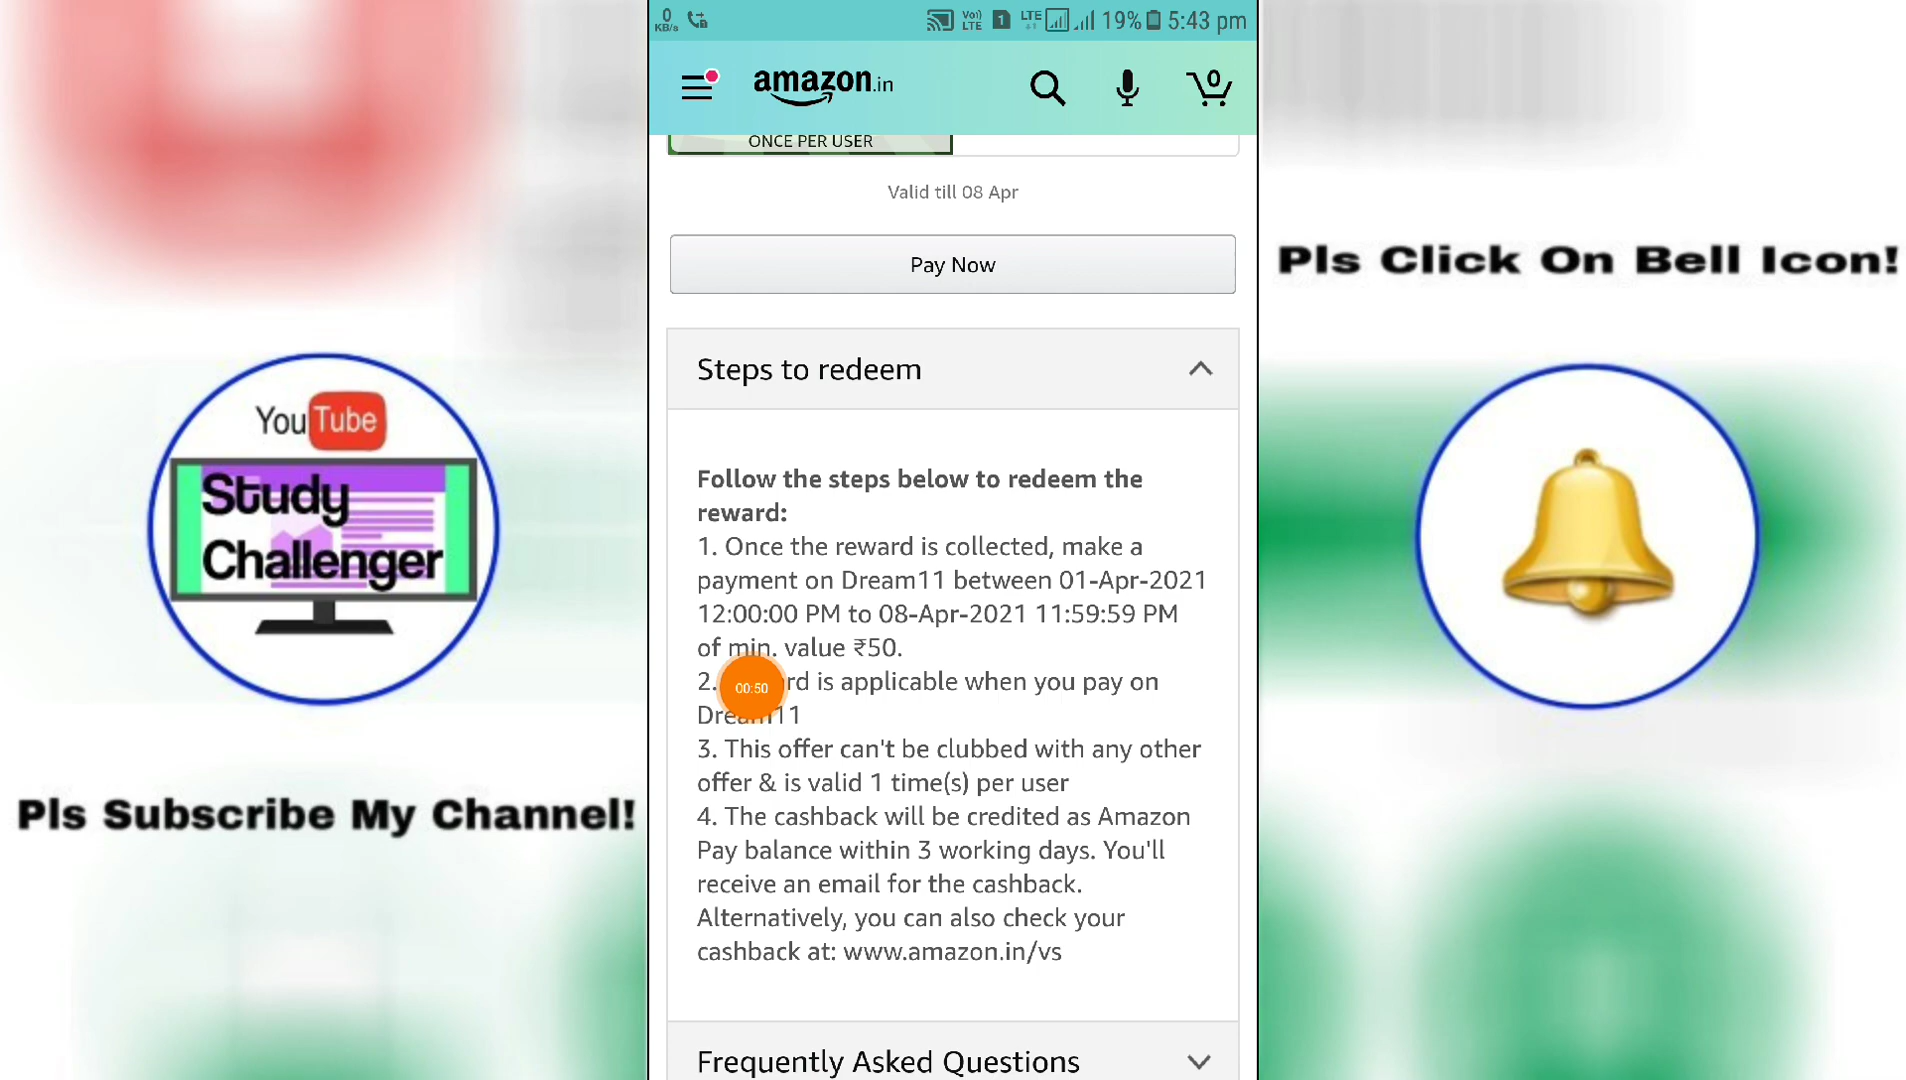 0 KB/s VoLTE 1 LTE 19% 5:43 pm
amazon.in 0
ONCE PER USER
Valid till 08 Apr
Pay Now
Steps to redeem
Follow the steps below to redeem the
reward:
1. Once the reward is collected, make a
payment on Dream11 between 01-Apr-2021
12:00:00 PM to 08-Apr-2021 11:59:59 PM
of min. value ₹50.
2. is applicable when you pay on
Dream11
00:50
3. This offer can't be clubbed with any other
offer & is valid 1 time(s) per user
4. The cashback will be credited as Amazon
Pay balance within 3 working days. You'll
receive an email for the cashback.
Alternatively, you can also check your
cashback at: www.amazon.in/vs
Frequently Asked Questions
YouTube
Study
Challenger
Pls Subscribe My Channel!
Pls Click On Bell Icon!